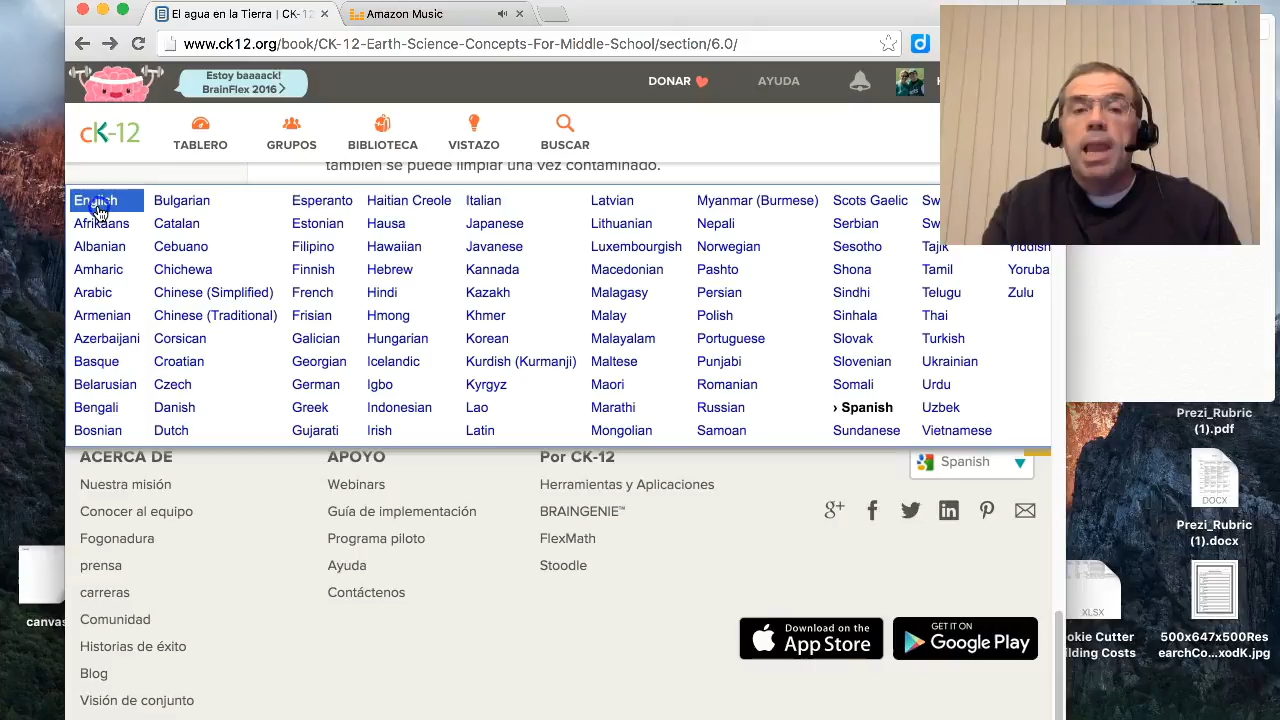 El agua en la Tierra | CK-12
Amazon Music
www.ck12.org/book/CK-12-Earth-Science-Concepts-For-Middle-School/section/6.0/
Estoy baaaack!
BrainFlex 2016
DONAR
AYUDA
cK-12
TABLERO
GRUPOS
BIBLIOTECA
VISTAZO
BUSCAR
también se puede limpiar una vez contaminado.
English Bulgarian Esperanto Haitian Creole Italian Latvian Myanmar (Burmese) Scots Gaelic Sw
Afrikaans Catalan Estonian Hausa Japanese Lithuanian Nepali Serbian Sw
Albanian Cebuano Filipino Hawaiian Javanese Luxembourgish Norwegian Sesotho Tajik Yiddish
Amharic Chichewa Finnish Hebrew Kannada Macedonian Pashto Shona Tamil Yoruba
Arabic Chinese (Simplified) French Hindi Kazakh Malagasy Persian Sindhi Telugu Zulu
Armenian Chinese (Traditional) Frisian Hmong Khmer Malay Polish Sinhala Thai
Azerbaijani Corsican Galician Hungarian Korean Malayalam Portuguese Slovak Turkish
Basque Croatian Georgian Icelandic Kurdish (Kurmanji) Maltese Punjabi Slovenian Ukrainian
Belarusian Czech German Igbo Kyrgyz Maori Romanian Somali Urdu
Bengali Danish Greek Indonesian Lao Marathi Russian › Spanish Uzbek
Bosnian Dutch Gujarati Irish Latin Mongolian Samoan Sundanese Vietnamese
ACERCA DE
Nuestra misión
Conocer al equipo
Fogonadura
prensa
carreras
Comunidad
Historias de éxito
Blog
Visión de conjunto
APOYO
Webinars
Guía de implementación
Programa piloto
Ayuda
Contáctenos
Por CK-12
Herramientas y Aplicaciones
BRAINGENIE™
FlexMath
Stoodle
Spanish
Download on the
App Store
GET IT ON
Google Play
Prezi_Rubric
(1).pdf
DOCX
Prezi_Rubric
(1).docx
XLSX
ookie Cutter
ilding Costs
500x647x500Res
earchCo...xodK.jpg
canvas